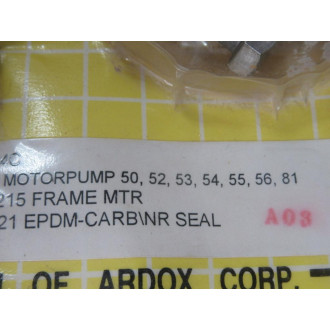 MOTORPUMP 50, 52, 53, 54, 55, 56, 81
215 FRAME MTR
21 EPDM-CARB\NR SEAL
A03
OF ARDOX CORP.